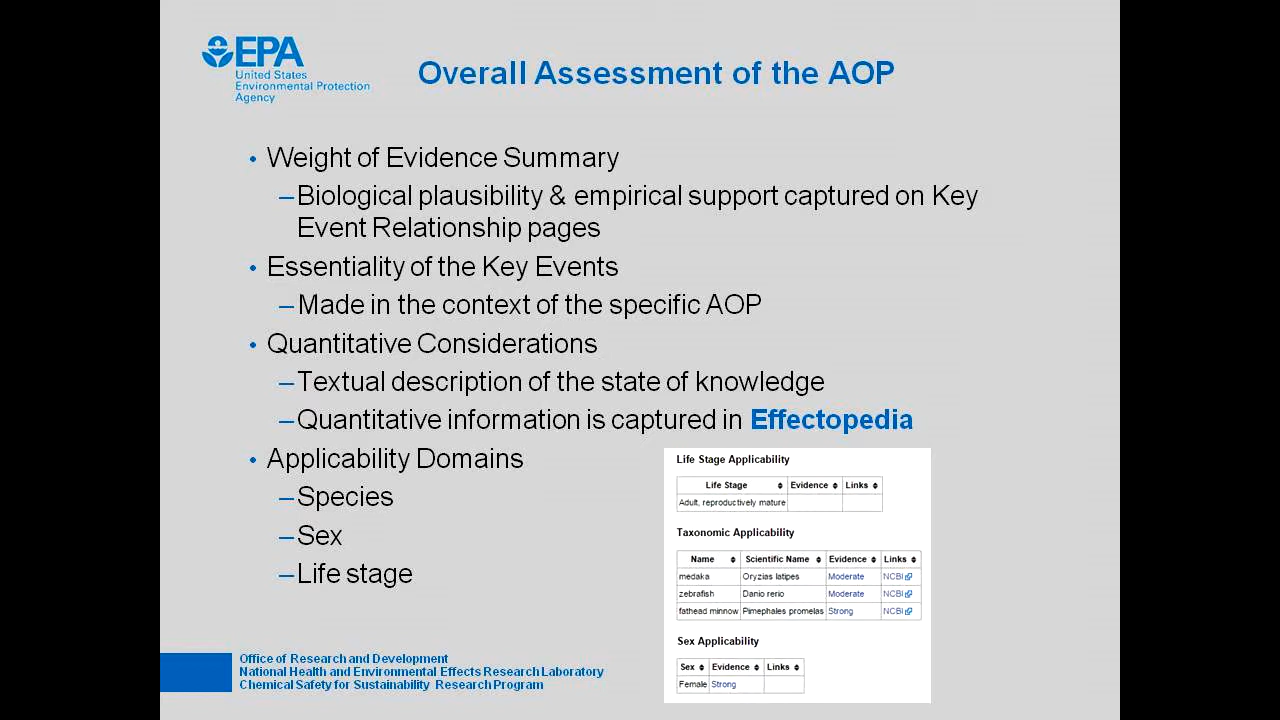 EPA
United States
Environmental Protection
Agency
Overall Assessment of the AOP
• Weight of Evidence Summary
–Biological plausibility & empirical support captured on Key
Event Relationship pages
• Essentiality of the Key Events
–Made in the context of the specific AOP
• Quantitative Considerations
–Textual description of the state of knowledge
–Quantitative information is captured in Effectopedia
• Applicability Domains
–Species
–Sex
–Life stage
Life Stage Applicability
Life Stage Evidence Links
Adult, reproductively mature
Taxonomic Applicability
Name Scientific Name Evidence Links
medaka Oryzias latipes Moderate NCBI
zebrafish Danio rerio Moderate NCBI
fathead minnow Pimephales promelas Strong NCBI
Sex Applicability
Sex Evidence Links
Female Strong
Office of Research and Development
National Health and Environmental Effects Research Laboratory
Chemical Safety for Sustainability Research Program